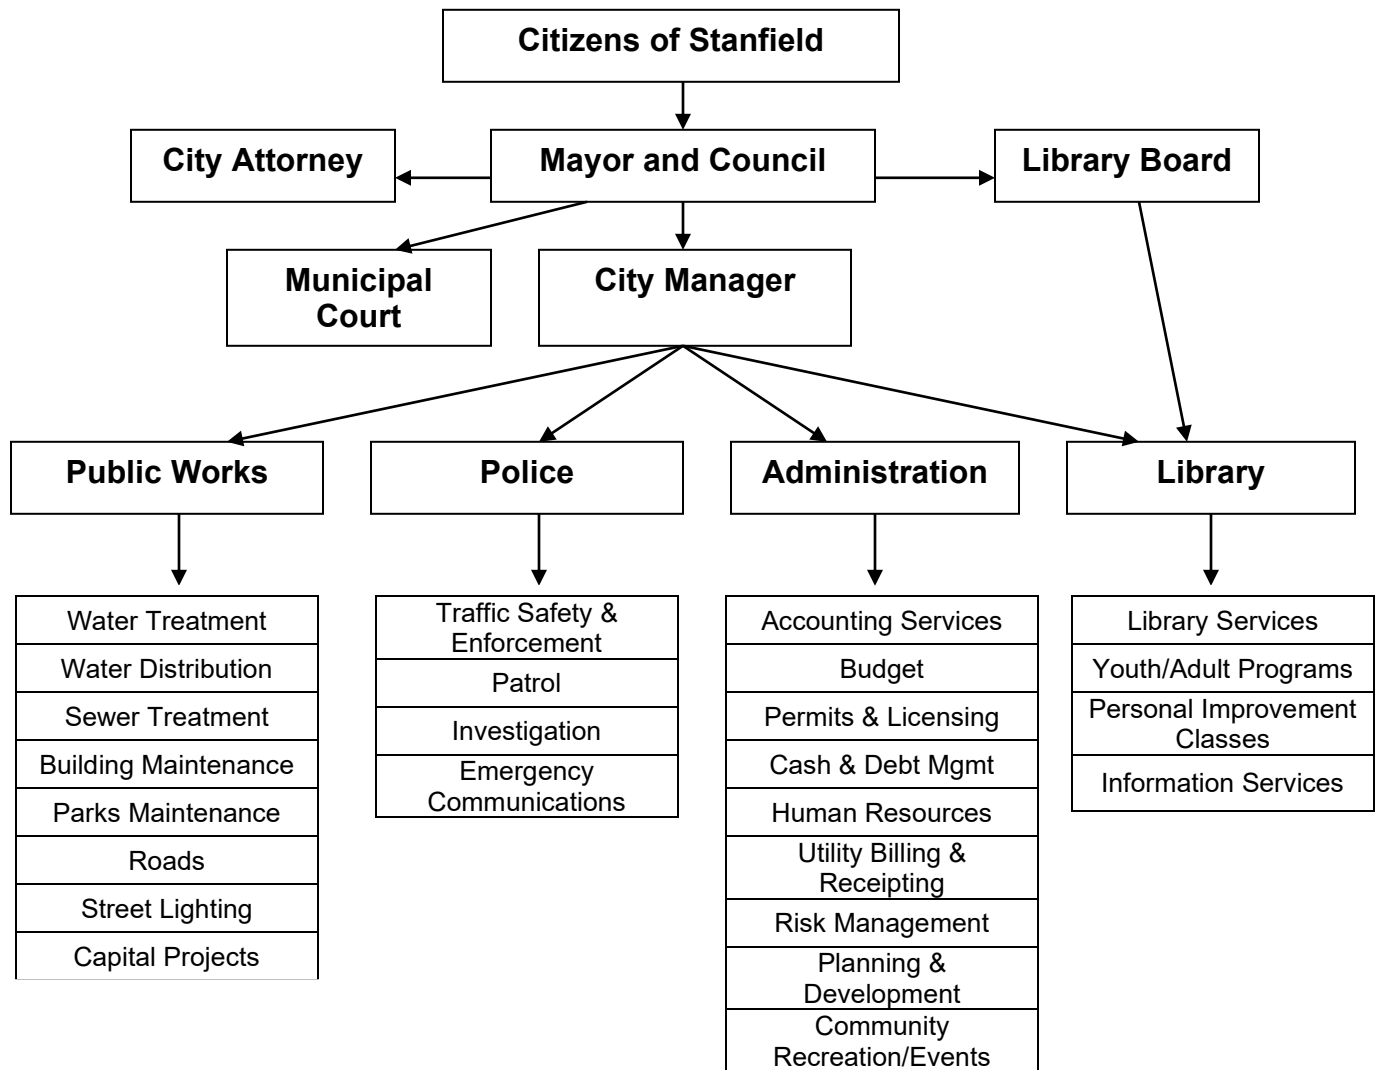 Citizens of Stanfield
City Attorney
Mayor and Council
Library Board
Municipal
Court
City Manager
Public Works
Police
Administration
Library
Water Treatment
Water Distribution
Sewer Treatment
Building Maintenance
Parks Maintenance
Roads
Street Lighting
Capital Projects
Traffic Safety &
Enforcement
Patrol
Investigation
Emergency
Communications
Accounting Services
Budget
Permits & Licensing
Cash & Debt Mgmt
Human Resources
Utility Billing &
Receipting
Risk Management
Planning &
Development
Community
Recreation/Events
Library Services
Youth/Adult Programs
Personal Improvement
Classes
Information Services